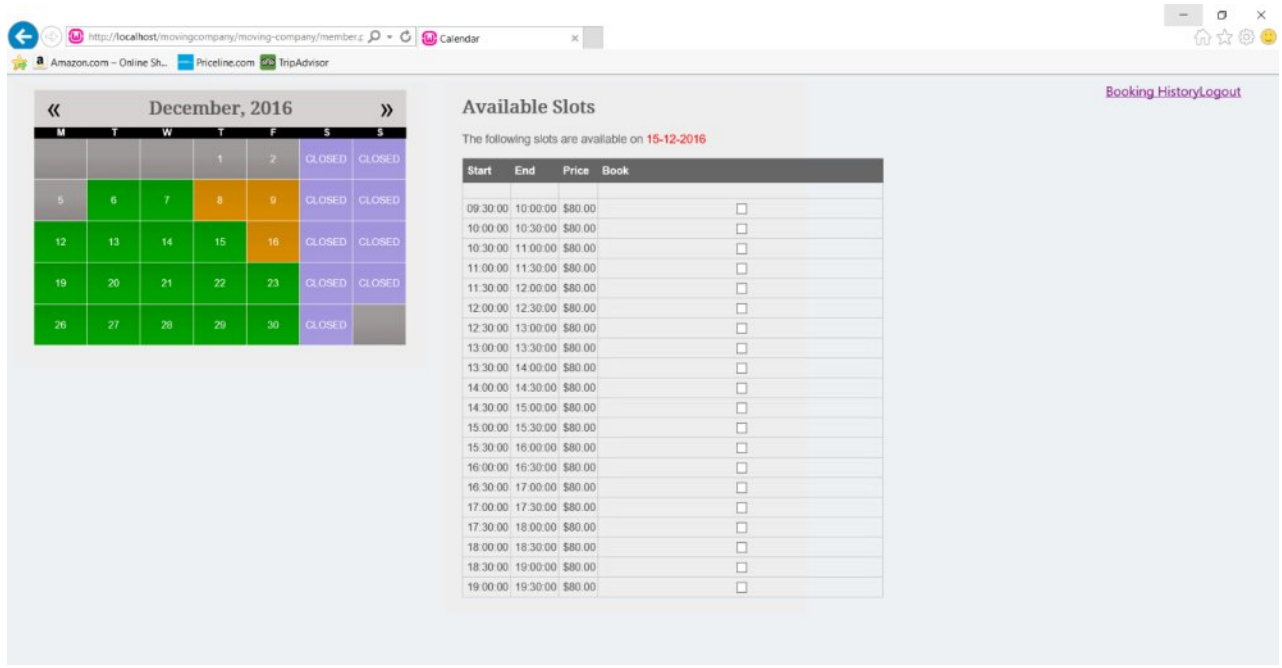 http://localhost/movingcompany/moving-company/member.p
Calendar
Amazon.com – Online Sh... Priceline.com TripAdvisor
Booking HistoryLogout
« December, 2016 »
M T W T F S S
1 2 CLOSED CLOSED
5 6 7 8 9 CLOSED CLOSED
12 13 14 15 16 CLOSED CLOSED
19 20 21 22 23 CLOSED CLOSED
26 27 28 29 30 CLOSED
Available Slots
The following slots are available on 15-12-2016
Start End Price Book
09:30:00 10:00:00 $80.00
10:00:00 10:30:00 $80.00
10:30:00 11:00:00 $80.00
11:00:00 11:30:00 $80.00
11:30:00 12:00:00 $80.00
12:00:00 12:30:00 $80.00
12:30:00 13:00:00 $80.00
13:00:00 13:30:00 $80.00
13:30:00 14:00:00 $80.00
14:00:00 14:30:00 $80.00
14:30:00 15:00:00 $80.00
15:00:00 15:30:00 $80.00
15:30:00 16:00:00 $80.00
16:00:00 16:30:00 $80.00
16:30:00 17:00:00 $80.00
17:00:00 17:30:00 $80.00
17:30:00 18:00:00 $80.00
18:00:00 18:30:00 $80.00
18:30:00 19:00:00 $80.00
19:00:00 19:30:00 $80.00